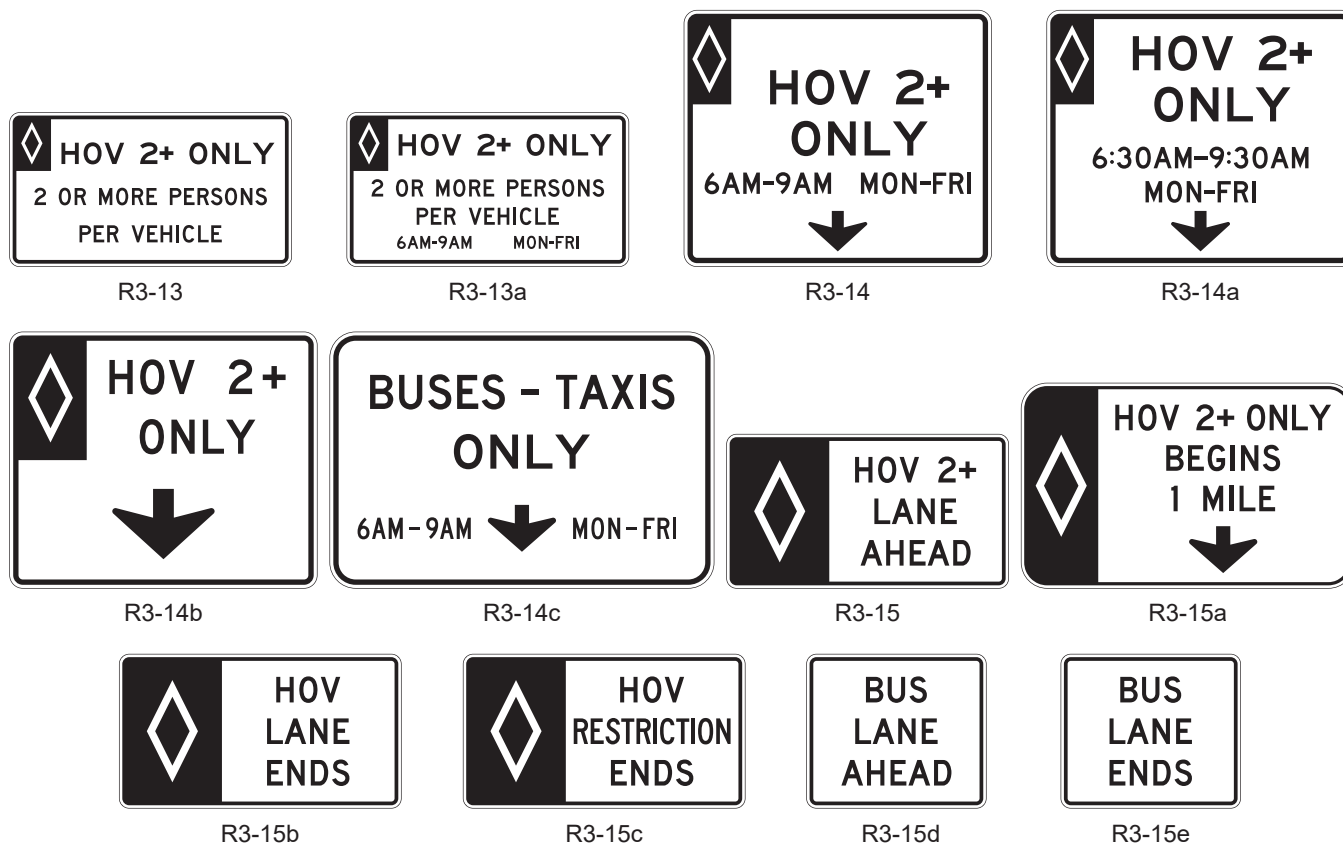 HOV 2+ ONLY
2 OR MORE PERSONS
PER VEHICLE
R3-13
HOV 2+ ONLY
2 OR MORE PERSONS
PER VEHICLE
6AM-9AM MON-FRI
R3-13a
HOV 2+
ONLY
6AM-9AM MON-FRI
R3-14
HOV 2+
ONLY
6:30AM-9:30AM
MON-FRI
R3-14a
HOV 2+
ONLY
R3-14b
BUSES - TAXIS
ONLY
6AM-9AM MON-FRI
R3-14c
HOV 2+
LANE
AHEAD
R3-15
HOV 2+ ONLY
BEGINS
1 MILE
R3-15a
HOV
LANE
ENDS
R3-15b
HOV
RESTRICTION
ENDS
R3-15c
BUS
LANE
AHEAD
R3-15d
BUS
LANE
ENDS
R3-15e